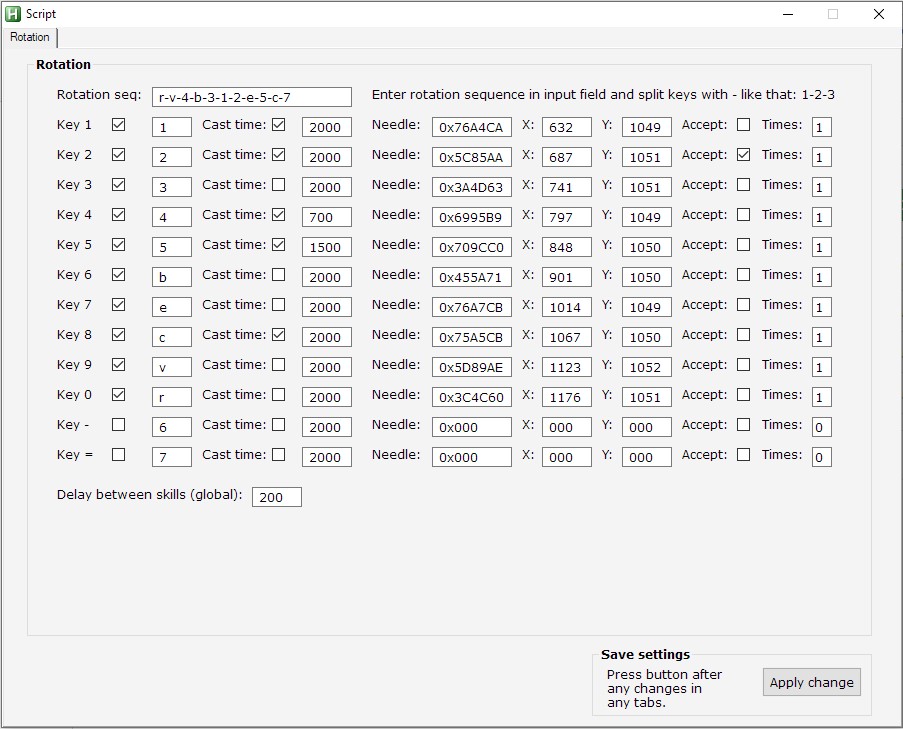 Script
Rotation
Rotation
Rotation seq: r-v-4-b-3-1-2-e-5-c-7 Enter rotation sequence in input field and split keys with - like that: 1-2-3
Key 1 1 Cast time: 2000 Needle: 0x76A4CA X: 632 Y: 1049 Accept: Times: 1
Key 2 2 Cast time: 2000 Needle: 0x5C85AA X: 687 Y: 1051 Accept: Times: 1
Key 3 3 Cast time: 2000 Needle: 0x3A4D63 X: 741 Y: 1051 Accept: Times: 1
Key 4 4 Cast time: 700 Needle: 0x6995B9 X: 797 Y: 1049 Accept: Times: 1
Key 5 5 Cast time: 1500 Needle: 0x709CC0 X: 848 Y: 1050 Accept: Times: 1
Key 6 b Cast time: 2000 Needle: 0x455A71 X: 901 Y: 1050 Accept: Times: 1
Key 7 e Cast time: 2000 Needle: 0x76A7CB X: 1014 Y: 1049 Accept: Times: 1
Key 8 c Cast time: 2000 Needle: 0x75A5CB X: 1067 Y: 1050 Accept: Times: 1
Key 9 v Cast time: 2000 Needle: 0x5D89AE X: 1123 Y: 1052 Accept: Times: 1
Key 0 r Cast time: 2000 Needle: 0x3C4C60 X: 1176 Y: 1051 Accept: Times: 1
Key - 6 Cast time: 2000 Needle: 0x000 X: 000 Y: 000 Accept: Times: 0
Key = 7 Cast time: 2000 Needle: 0x000 X: 000 Y: 000 Accept: Times: 0
Delay between skills (global): 200
Save settings
Press button after
any changes in
any tabs.
Apply change